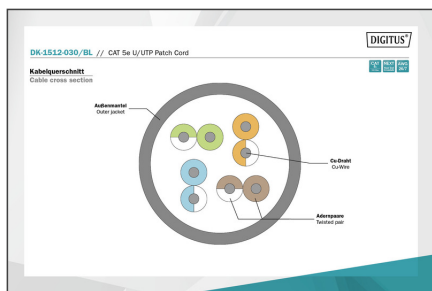 DIGITUS®
DK-1512-030/BL // CAT 5e U/UTP Patch Cord
Kabelquerschnitt
Cable cross section
Außenmantel
Outer jacket
Cu-Draht
Cu-Wire
Adernpaare
Twisted pair